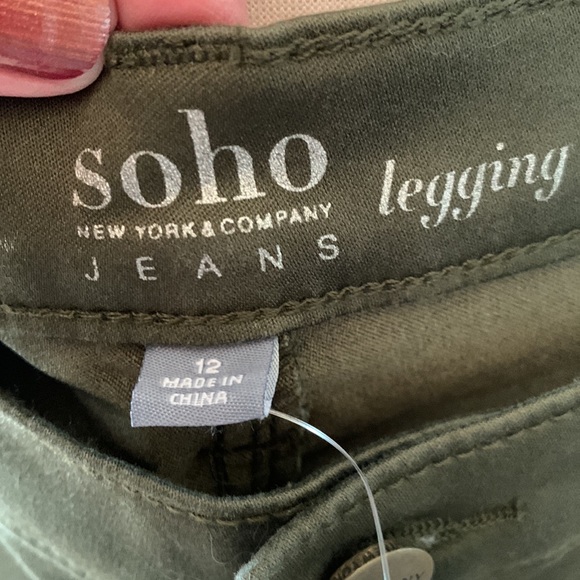 soho
NEW YORK & COMPANY
JEANS
legging
12
MADE IN
CHINA